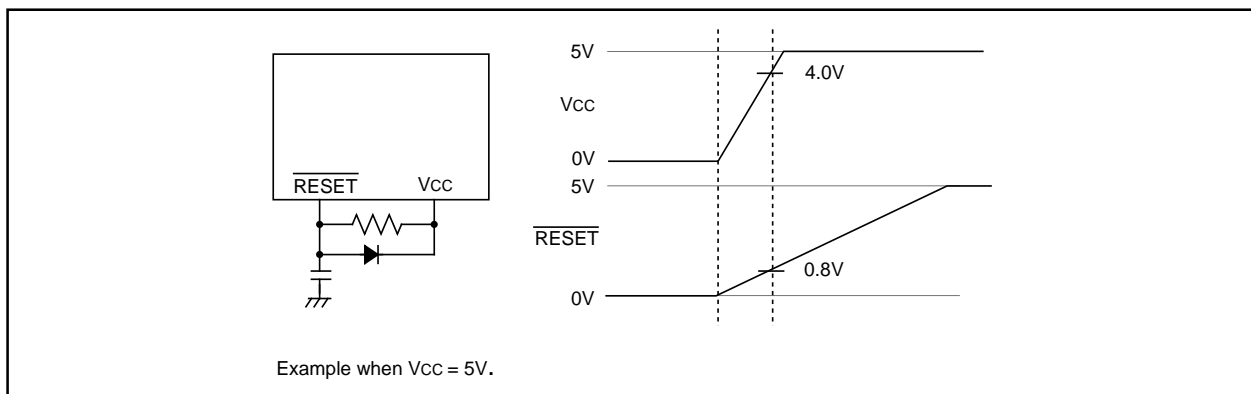 RESET
VCC
5V
4.0V
VCC
0V
5V
RESET
0.8V
0V
Example when VCC = 5V.